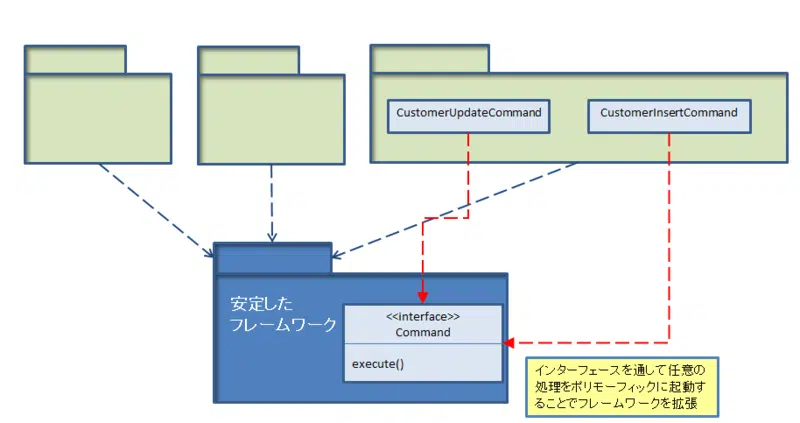 CustomerUpdateCommand
CustomerInsertCommand
安定した
フレームワーク
<<interface>>
Command
execute()
インターフェースを通して任意の
処理をポリモーフィックに起動す
ることでフレームワークを拡張